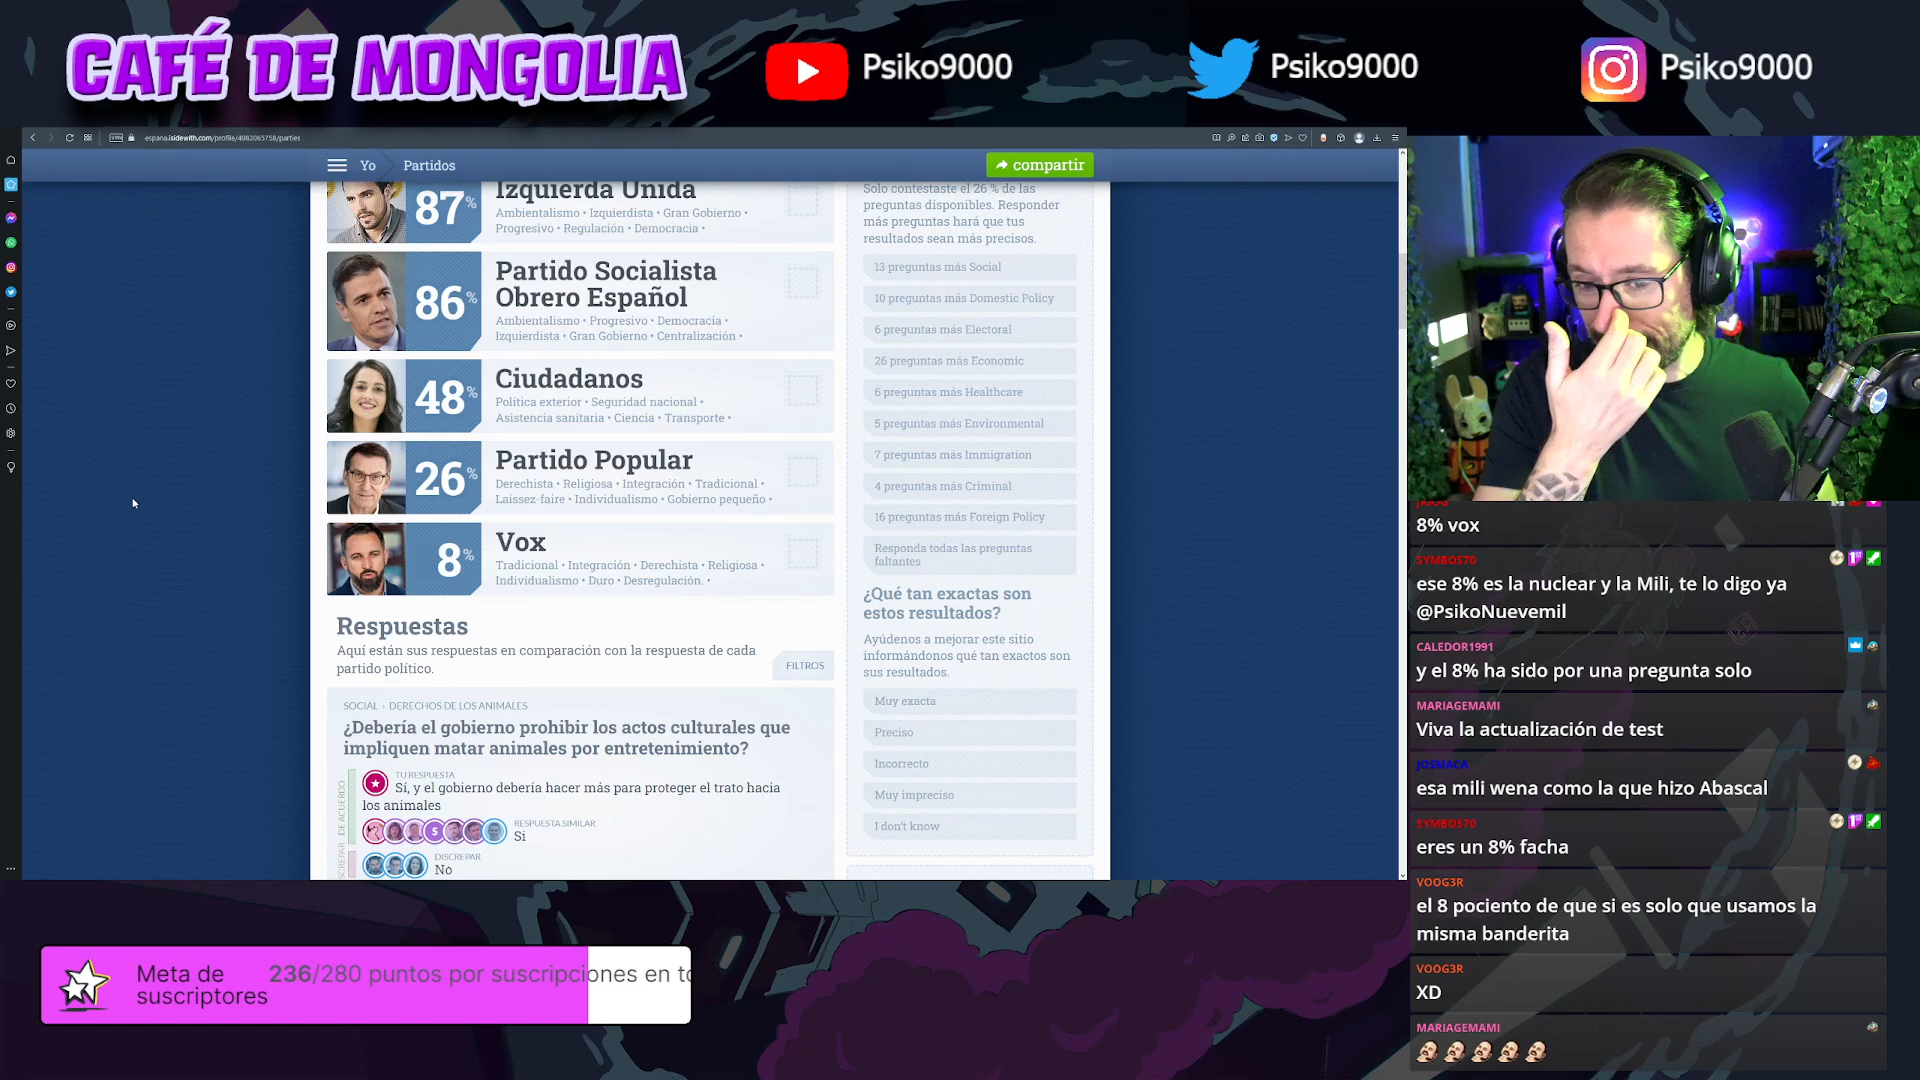 CAFÉ DE MONGOLIA
Psiko9000
Psiko9000
Psiko9000
VPN
espana.isidewith.com/profile/4982065758/parties
Yo
Partidos
compartir
87%
Izquierda Unida
Ambientalismo • Izquierdista • Gran Gobierno •
Progresivo • Regulación • Democracia •
86%
Partido Socialista
Obrero Español
Ambientalismo • Progresivo • Democracia •
Izquierdista • Gran Gobierno • Centralización •
48%
Ciudadanos
Política exterior • Seguridad nacional •
Asistencia sanitaria • Ciencia • Transporte •
26%
Partido Popular
Derechista • Religiosa • Integración • Tradicional •
Laissez-faire • Individualismo • Gobierno pequeño •
8%
Vox
Tradicional • Integración • Derechista • Religiosa •
Individualismo • Duro • Desregulación. •
Respuestas
Aquí están sus respuestas en comparación con la respuesta de cada
partido político.
FILTROS
SOCIAL › DERECHOS DE LOS ANIMALES
¿Debería el gobierno prohibir los actos culturales que
impliquen matar animales por entretenimiento?
DE ACUERDO
TU RESPUESTA
Sí, y el gobierno debería hacer más para proteger el trato hacia
los animales
RESPUESTA SIMILAR
Si
DISCREPAR
No
Solo contestaste el 26 % de las
preguntas disponibles. Responder
más preguntas hará que tus
resultados sean más precisos.
13 preguntas más Social
10 preguntas más Domestic Policy
6 preguntas más Electoral
26 preguntas más Economic
6 preguntas más Healthcare
5 preguntas más Environmental
7 preguntas más Immigration
4 preguntas más Criminal
16 preguntas más Foreign Policy
Responda todas las preguntas
faltantes
¿Qué tan exactas son
estos resultados?
Ayúdenos a mejorar este sitio
informándonos qué tan exactos son
sus resultados.
Muy exacta
Preciso
Incorrecto
Muy impreciso
I don't know
8% vox
SYMBOS70
ese 8% es la nuclear y la Mili, te lo digo ya
@PsikoNuevemil
CALEDOR1991
y el 8% ha sido por una pregunta solo
MARIAGEMAMI
Viva la actualización de test
JOSMACA
esa mili wena como la que hizo Abascal
SYMBOS70
eres un 8% facha
VOOG3R
el 8 pociento de que si es solo que usamos la
misma banderita
VOOG3R
XD
MARIAGEMAMI
Meta de
suscriptores
236/280 puntos por suscripciones en to